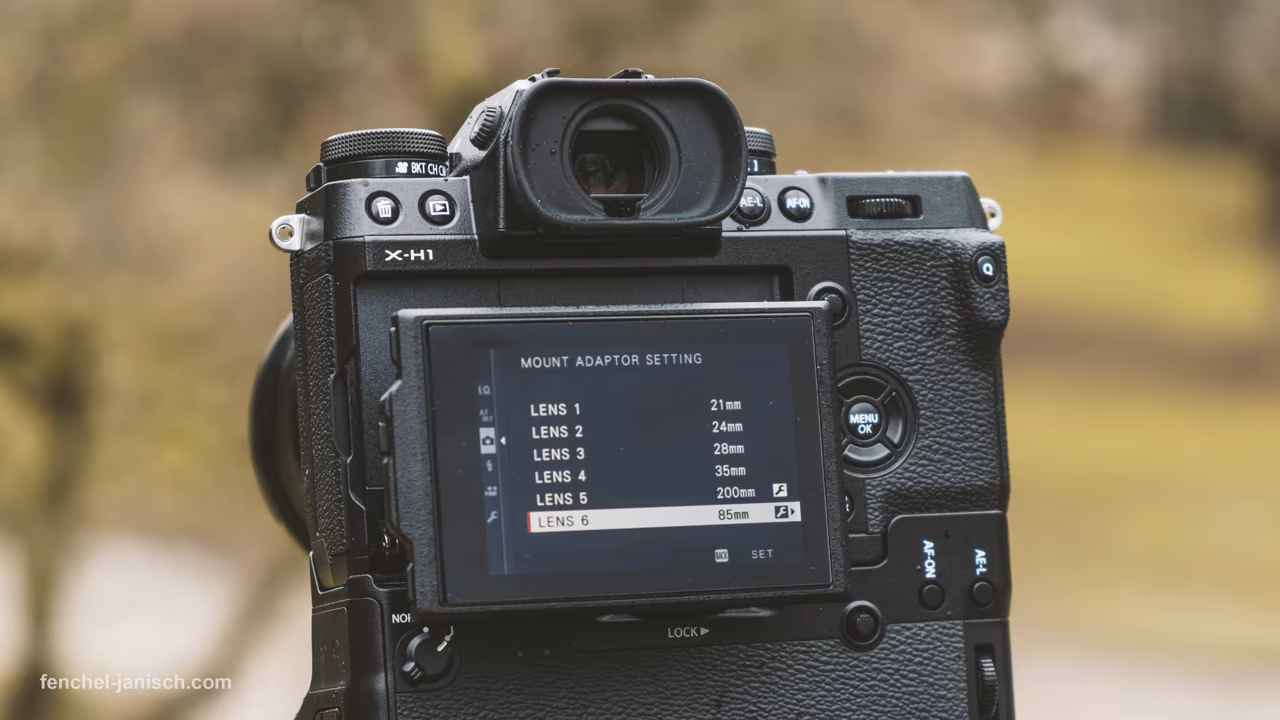 BKT CH
AE-L
AF-ON
X-H1
Q
MOUNT ADAPTOR SETTING
LENS 1 21mm
LENS 2 24mm
LENS 3 28mm
LENS 4 35mm
LENS 5 200mm
LENS 6 85mm
BACK SET
I.Q.
MENU
OK
AF-ON
AE-L
LOCK
fenchel-janisch.com